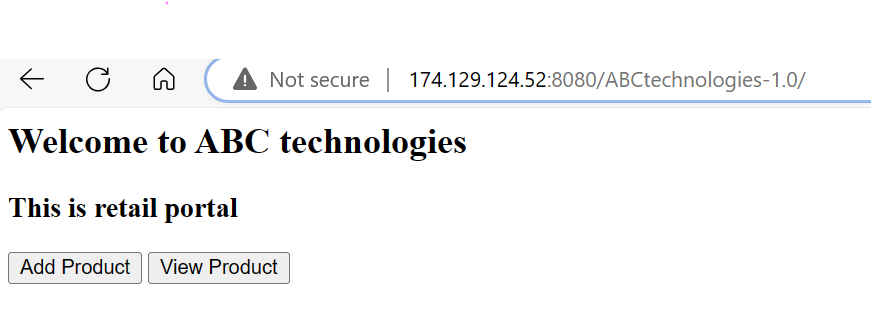 Not secure 174.129.124.52:8080/ABCtechnologies-1.0/
Welcome to ABC technologies
This is retail portal
Add Product View Product